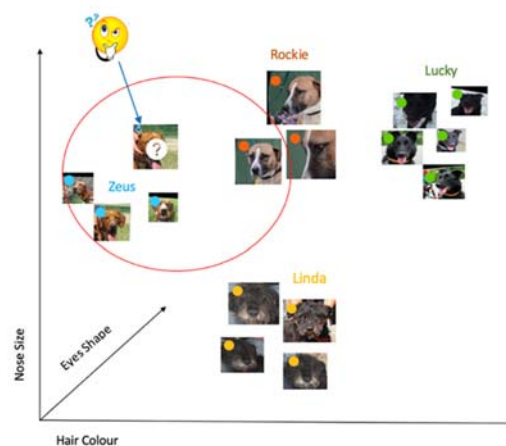 ? ?
Rockie
Lucky
?
Zeus
Linda
Nose Size
Eyes Shape
Hair Colour